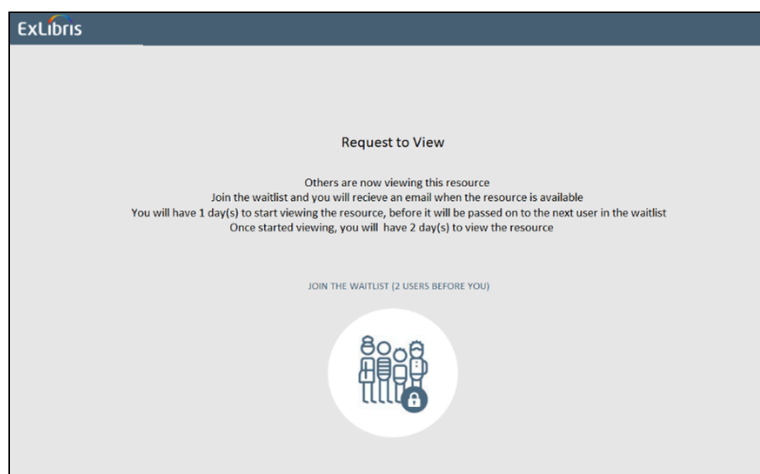 ExLibris
Request to View
Others are now viewing this resource
Join the waitlist and you will recieve an email when the resource is available
You will have 1 day(s) to start viewing the resource, before it will be passed on to the next user in the waitlist
Once started viewing, you will have 2 day(s) to view the resource
JOIN THE WAITLIST (2 USERS BEFORE YOU)